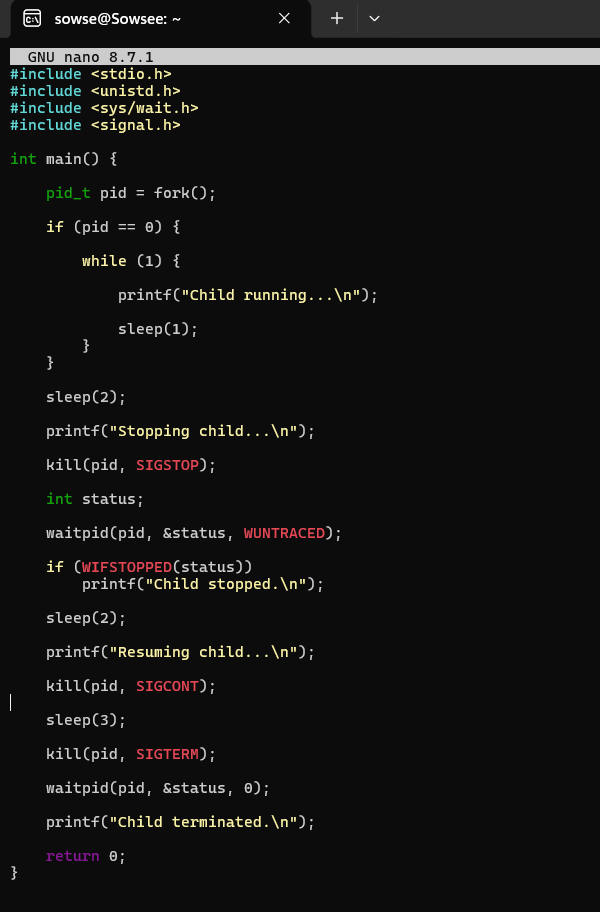 sowse@Sowsee: ~
GNU nano 8.7.1
#include <stdio.h>
#include <unistd.h>
#include <sys/wait.h>
#include <signal.h>
int main() {
    pid_t pid = fork();
    if (pid == 0) {
        while (1) {
            printf("Child running...\n");
            sleep(1);
        }
    }
    sleep(2);
    printf("Stopping child...\n");
    kill(pid, SIGSTOP);
    int status;
    waitpid(pid, &status, WUNTRACED);
    if (WIFSTOPPED(status))
        printf("Child stopped.\n");
    sleep(2);
    printf("Resuming child...\n");
    kill(pid, SIGCONT);
    sleep(3);
    kill(pid, SIGTERM);
    waitpid(pid, &status, 0);
    printf("Child terminated.\n");
    return 0;
}